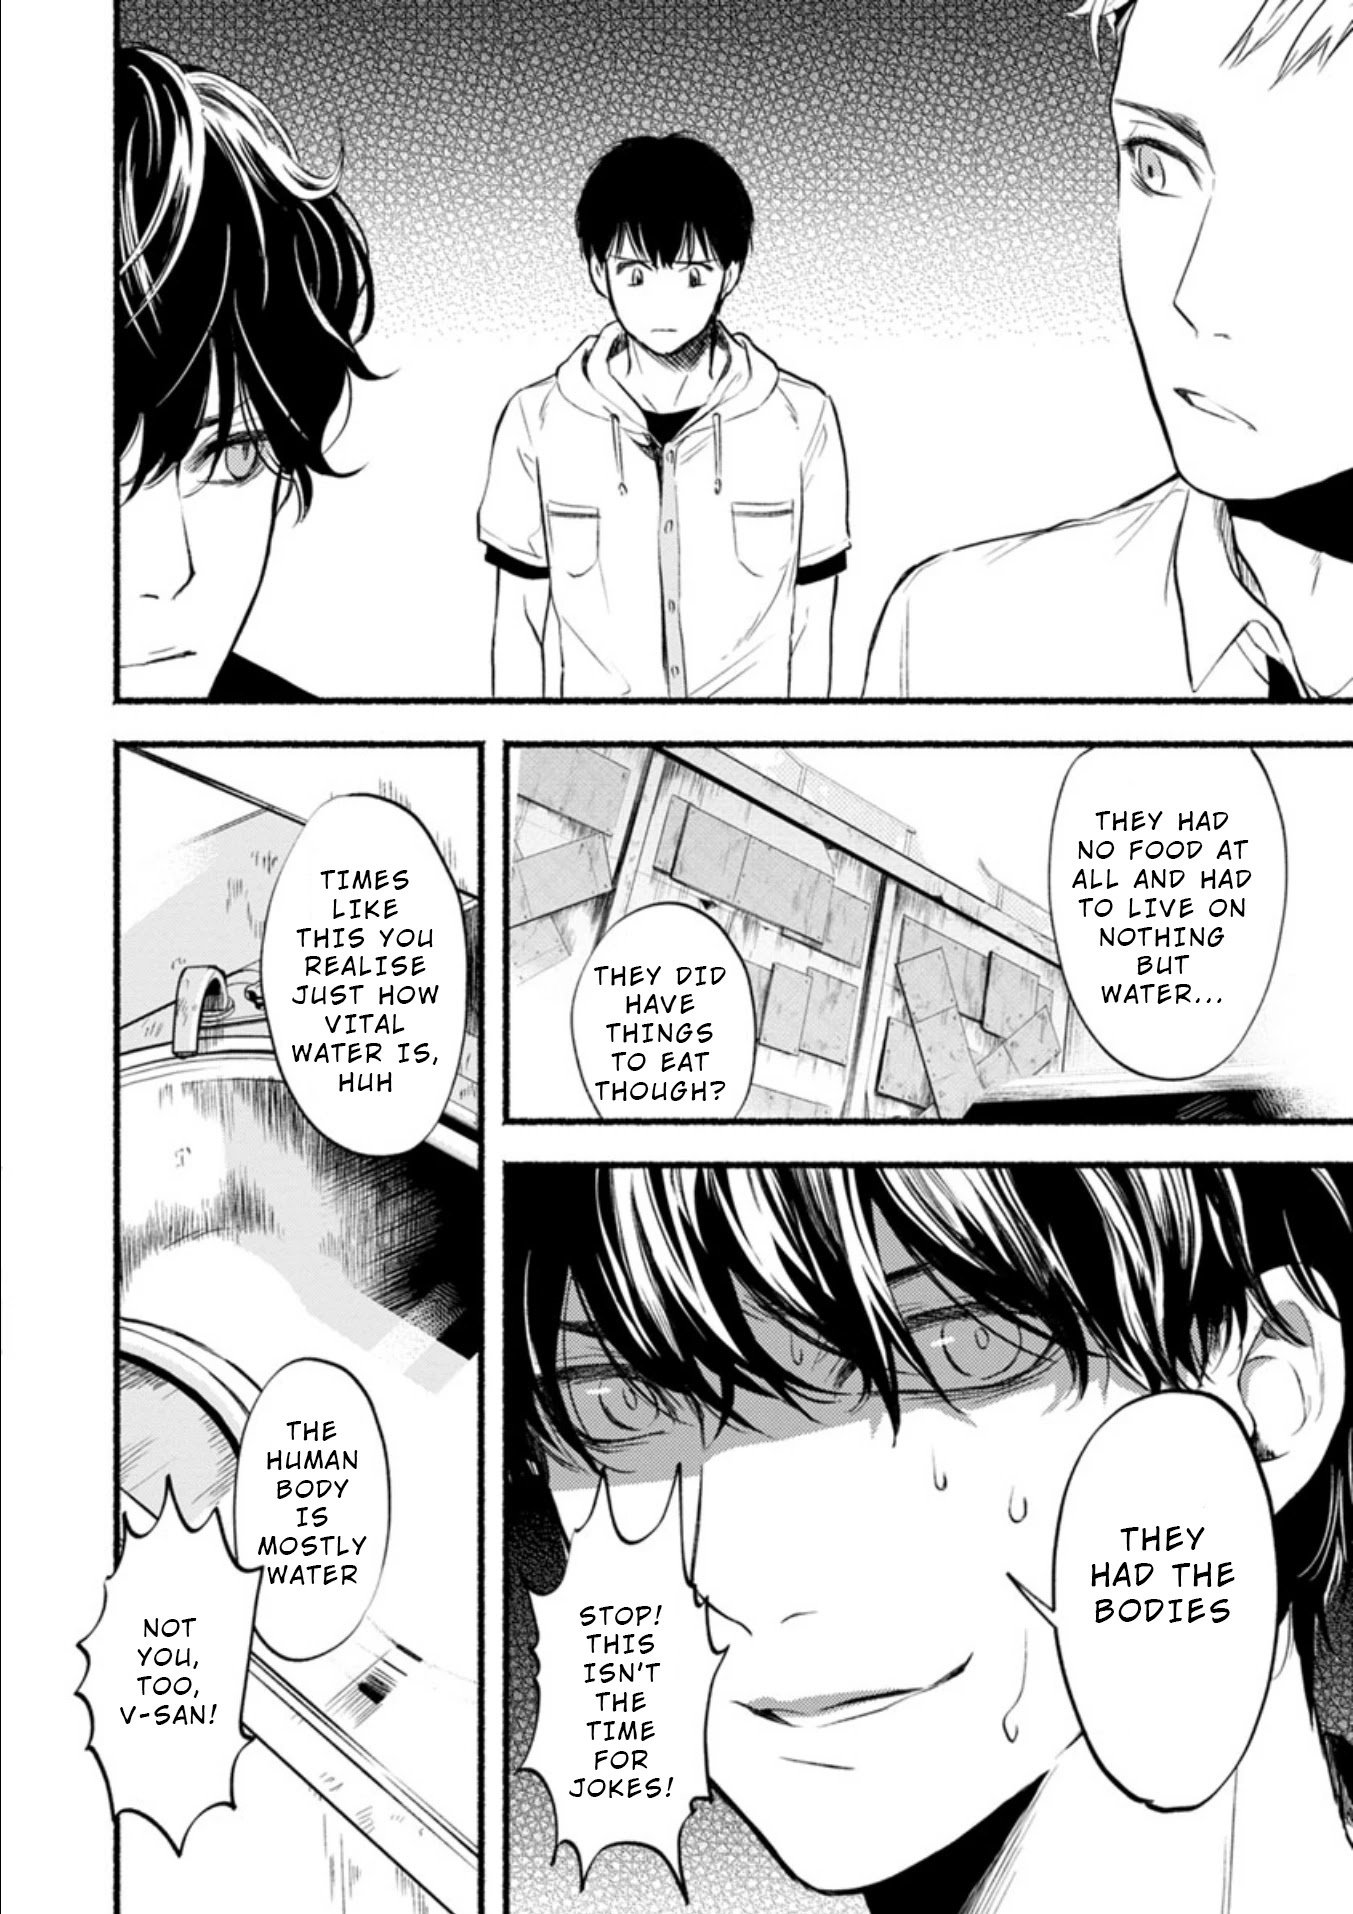 THEY HAD
NO FOOD AT
ALL AND HAD
TO LIVE ON
NOTHING
BUT
WATER...
THEY DID
HAVE
THINGS
TO EAT
THOUGH?
THEY
HAD THE
BODIES
STOP!
THIS
ISN'T
THE
TIME
FOR
JOKES!
TIMES
LIKE
THIS YOU
REALISE
JUST HOW
VITAL
WATER IS,
HUH
THE
HUMAN
BODY
IS
MOSTLY
WATER
NOT
YOU,
TOO,
V-SAN!